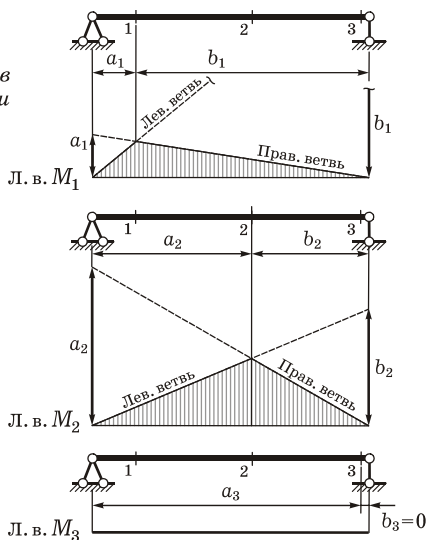 1 2 3
a₁ b₁
в
и
Лев. ветвь
a₁ b₁
Прав. ветвь
Л. в. M₁
1 2 3
a₂ b₂
a₂ b₂
Лев. ветвь Прав. ветвь
Л. в. M₂
1 2 3
a₃
b₃=0
Л. в. M₃